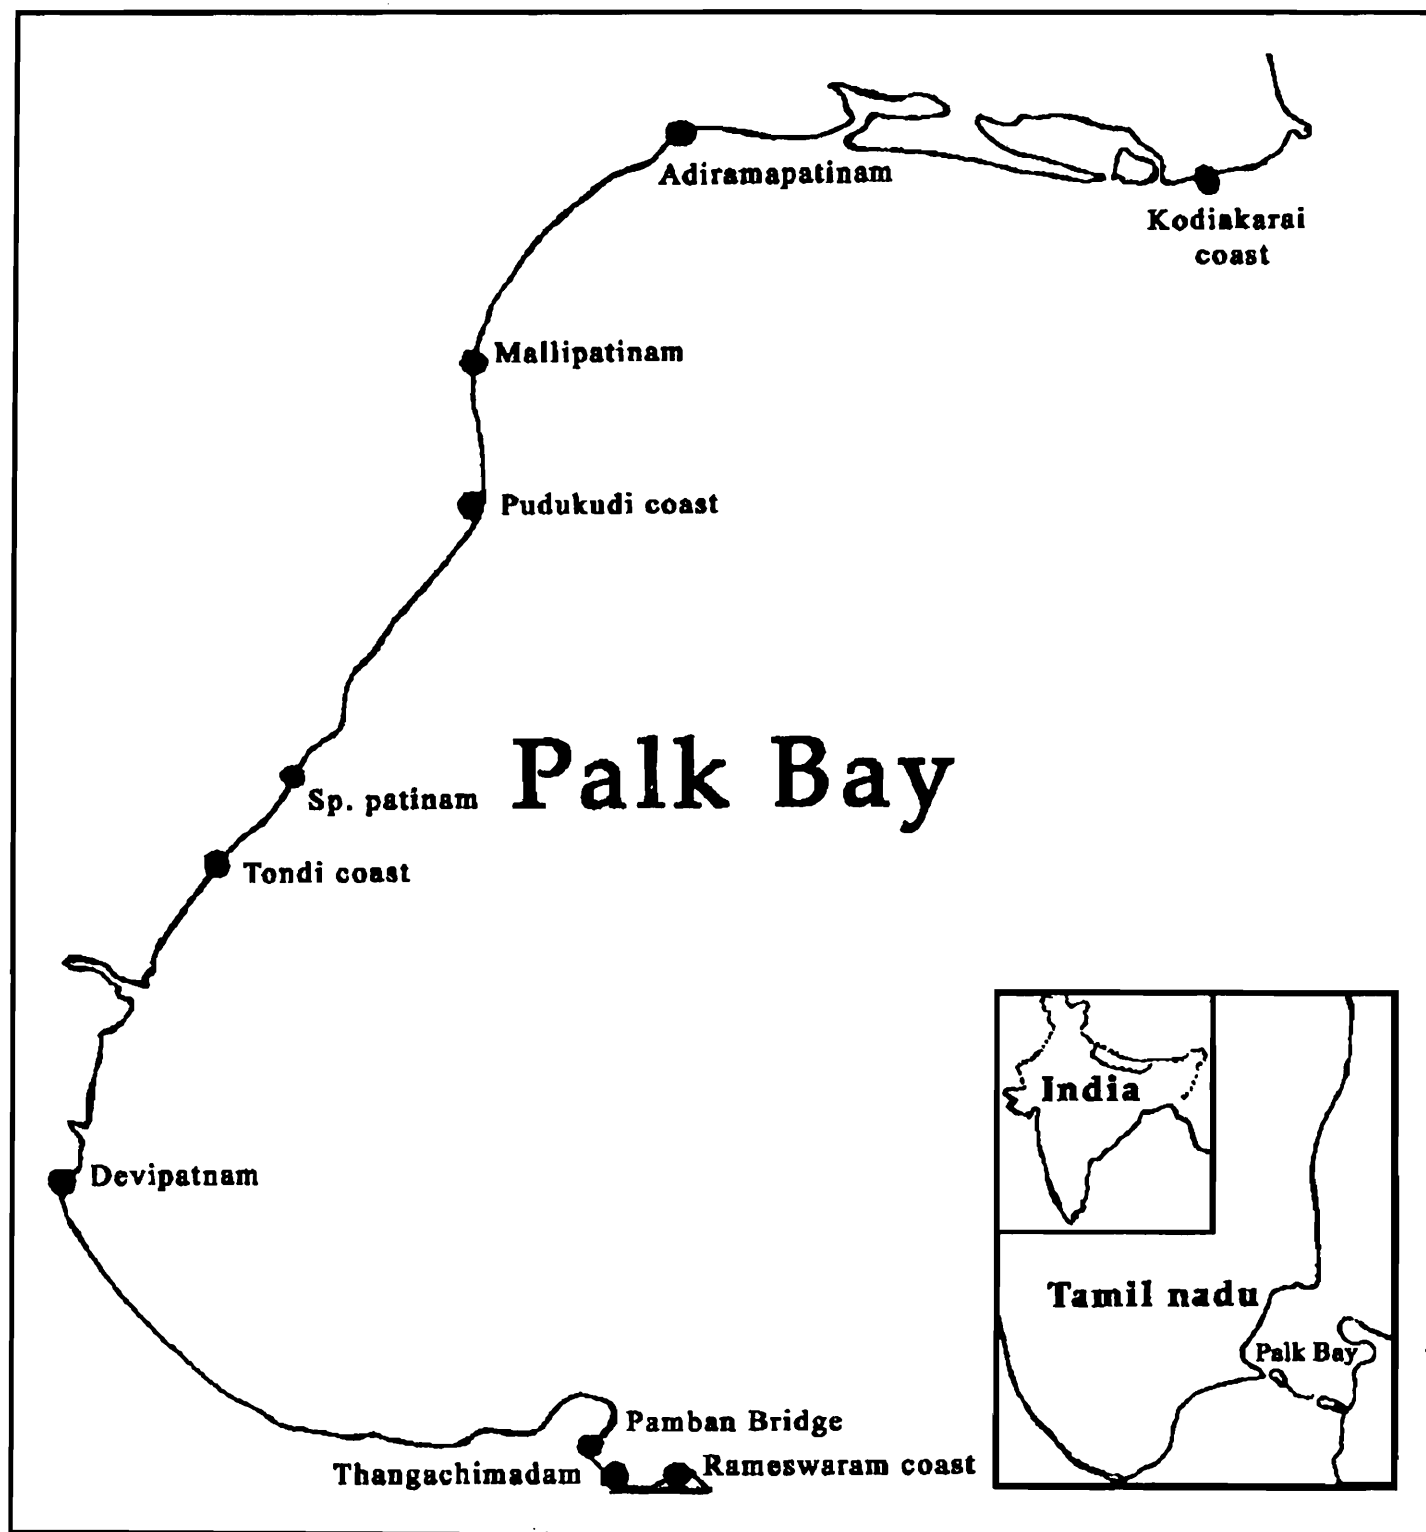 Adiramapatinam
Kodiakarai
coast
Mallipatinam
Pudukudi coast
Palk Bay
Sp. patinam
Tondi coast
Devipatnam
Pamban Bridge
Thangachimadam
Rameswaram coast
India
Tamil nadu
Palk Bay